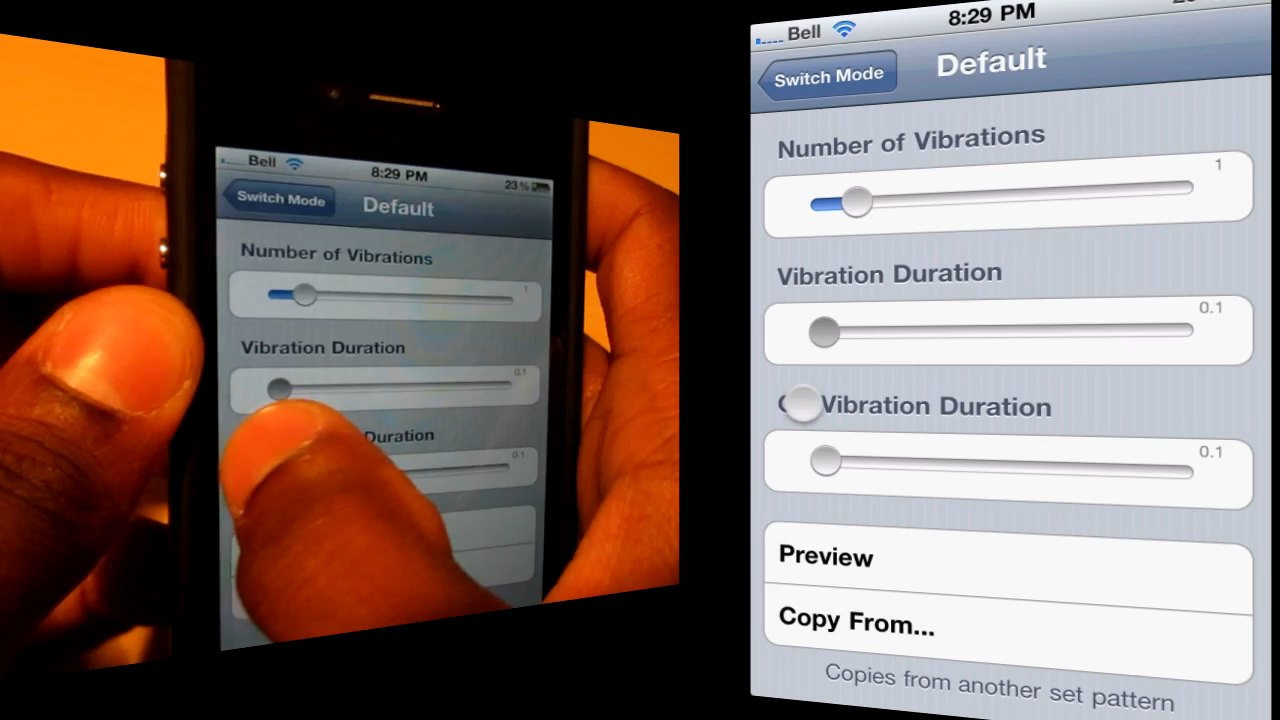 Bell 8:29 PM 23%
Switch Mode Default
Number of Vibrations
1
Vibration Duration
0.1
Duration
0.1
Bell 8:29 PM
Switch Mode Default
Number of Vibrations
1
Vibration Duration
0.1
Vibration Duration
0.1
Preview
Copy From...
Copies from another set pattern